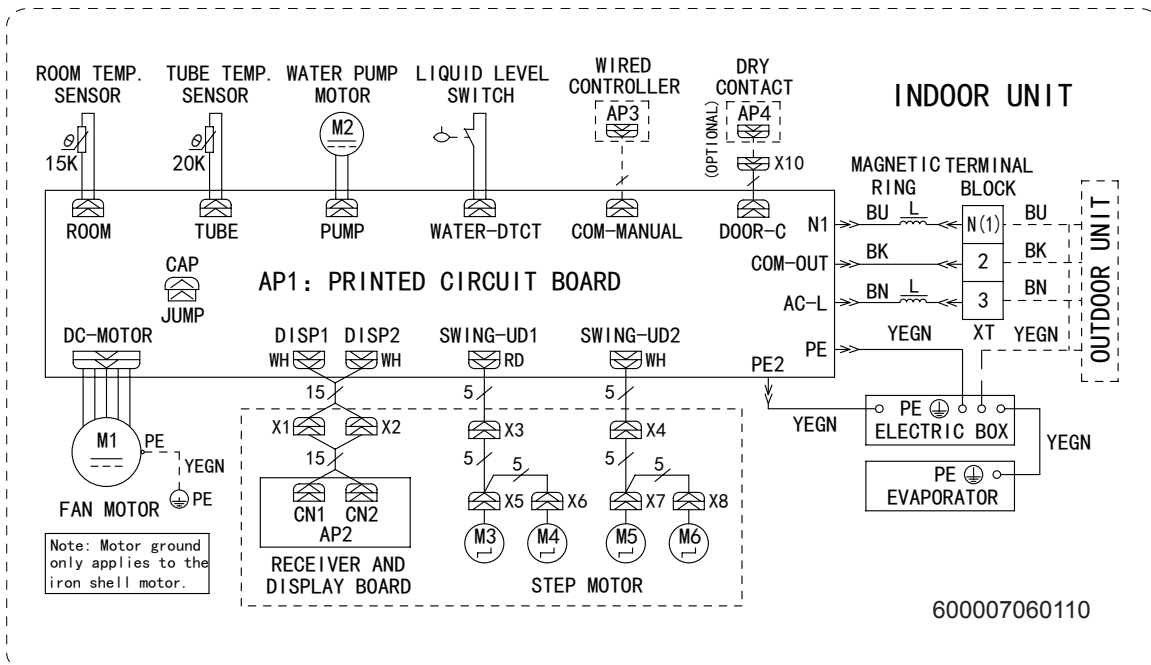 ROOM TEMP.
SENSOR
TUBE TEMP.
SENSOR
WATER PUMP
MOTOR
LIQUID LEVEL
SWITCH
WIRED
CONTROLLER
DRY
CONTACT
INDOOR UNIT
θ
15K
θ
20K
M2
AP3
(OPTIONAL)
AP4
X10
MAGNETIC
RING
TERMINAL
BLOCK
ROOM
TUBE
PUMP
WATER-DTCT
COM-MANUAL
DOOR-C
N1
BU
L
N(1)
BU
CAP
JUMP
AP1: PRINTED CIRCUIT BOARD
COM-OUT
BK
2
BK
AC-L
BN
L
3
BN
XT
OUTDOOR UNIT
DC-MOTOR
DISP1
DISP2
SWING-UD1
SWING-UD2
WH
WH
RD
WH
PE
YEGN
YEGN
PE2
15
5
5
YEGN
PE
ELECTRIC BOX
YEGN
PE
EVAPORATOR
M1
PE
YEGN
PE
FAN MOTOR
X1
X2
X3
X4
15
5
5
5
5
CN1
CN2
AP2
X5
X6
X7
X8
M3
M4
M5
M6
RECEIVER AND
DISPLAY BOARD
STEP MOTOR
Note: Motor ground
only applies to the
iron shell motor.
600007060110